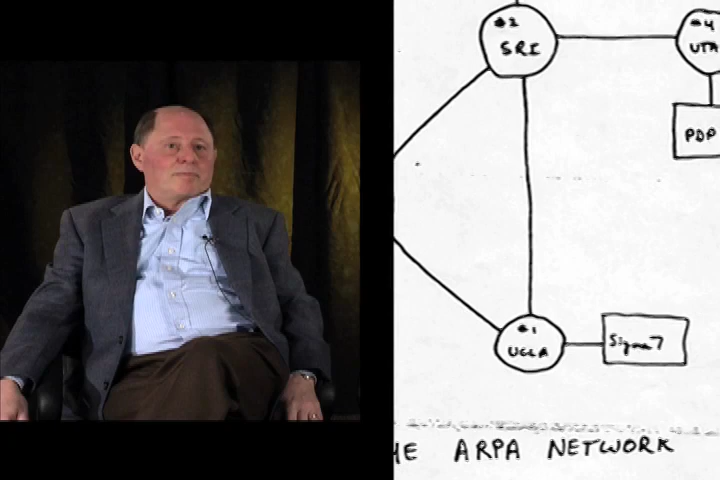 #2
SRI
#4
UTA
PDP
#1
UCLA
Sigma 7
HE ARPA NETWORK